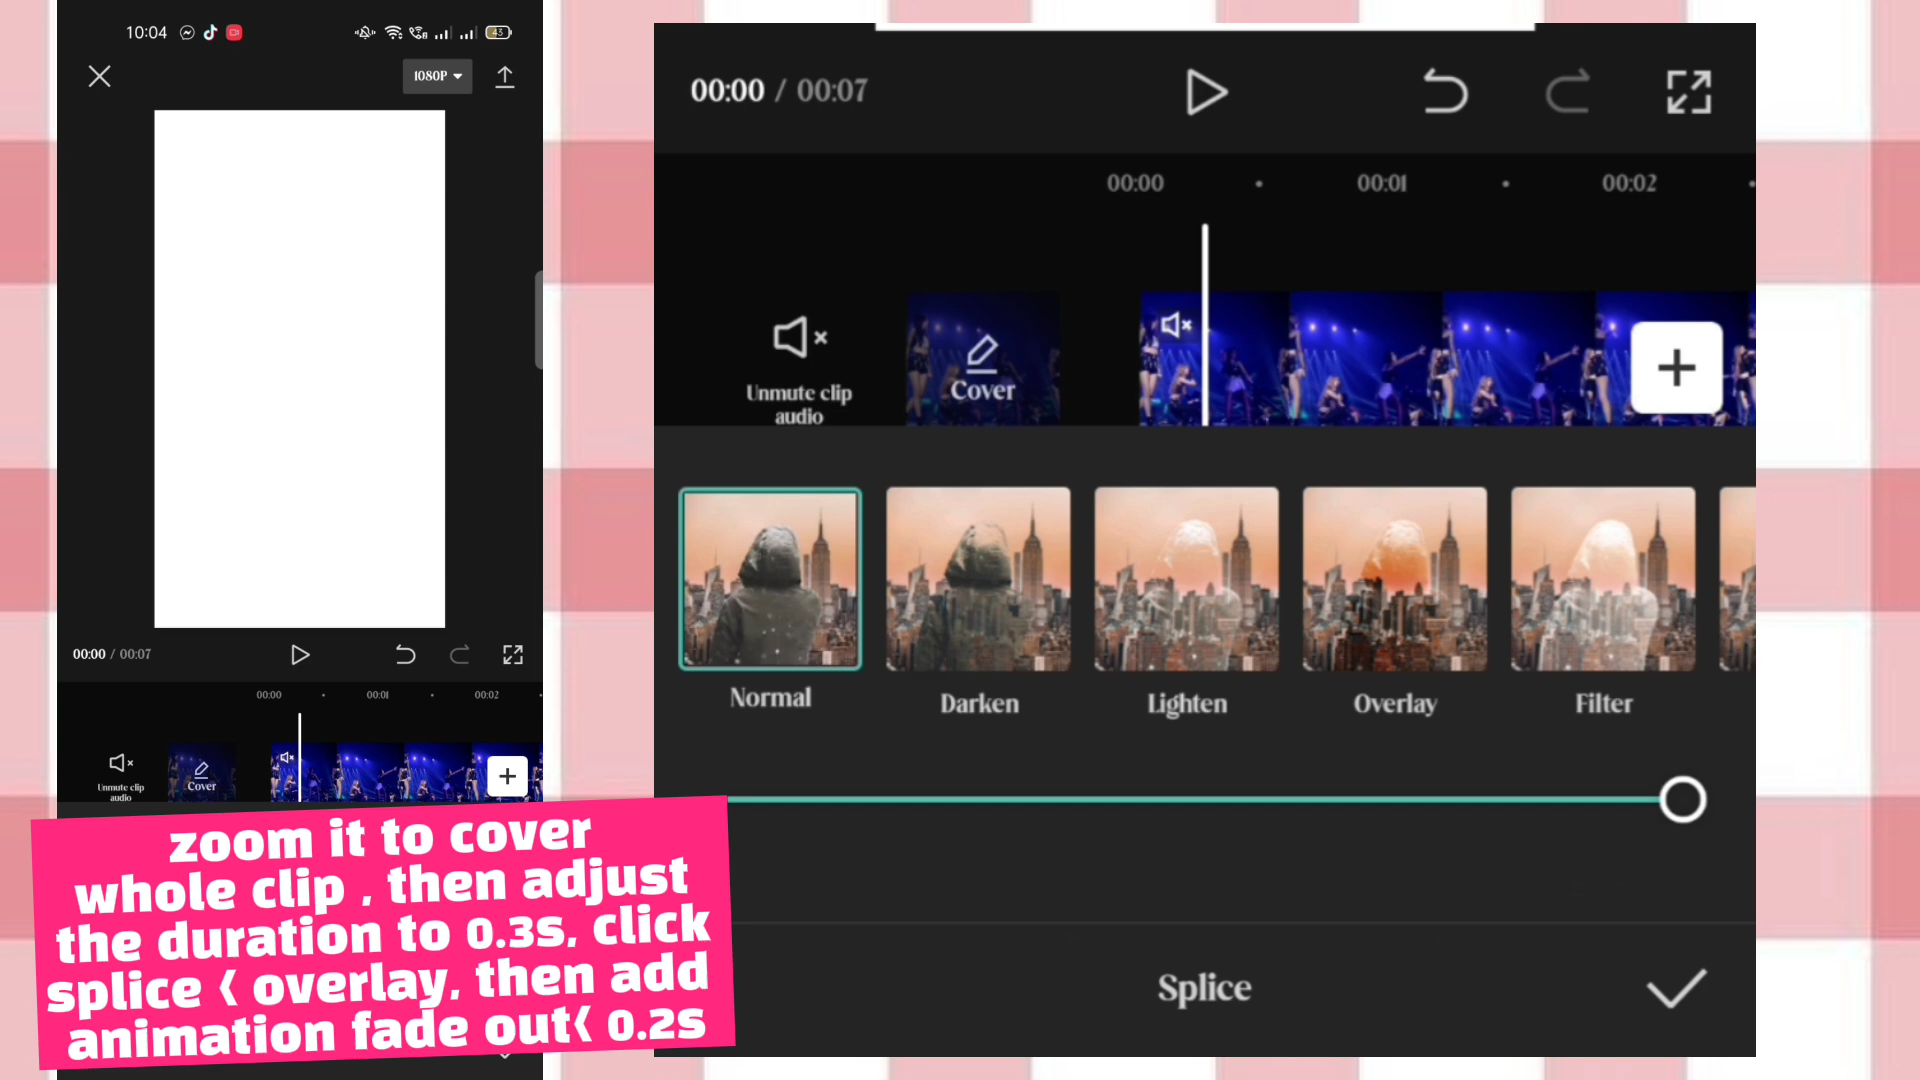 10:04
43
1080P
00:00 / 00:07
00:00
00:01
00:02
Unmute clip
audio
Cover
00:00 / 00:07
00:00
00:01
00:02
Unmute clip
audio
Cover
Normal
Darken
Lighten
Overlay
Filter
Splice
zoom it to cover
whole clip , then adjust
the duration to 0.3s, click
splice < overlay, then add
animation fade out< 0.2s